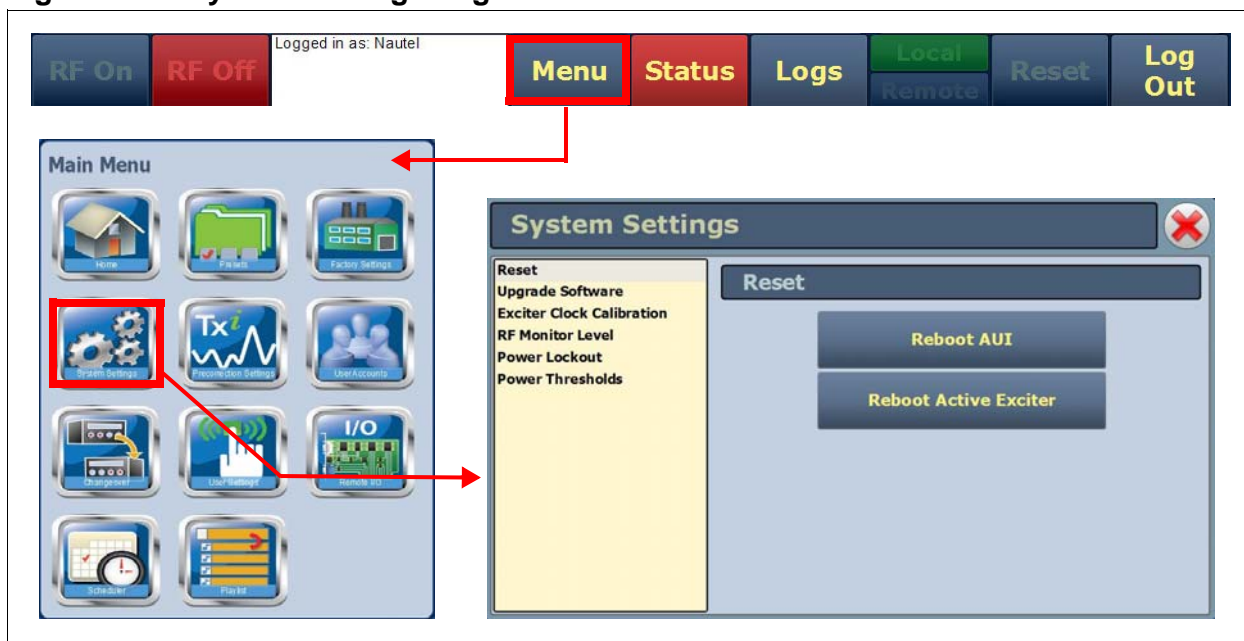 Logged in as: Nautel
RF On
RF Off
Menu
Status
Logs
Local
Remote
Reset
Log
Out
Main Menu
Home
Presets
Factory Settings
System Settings
Txi
Precorrection Settings
User Accounts
Changeover
User Settings
I/O
Remote I/O
Scheduler
Playlist
System Settings
Reset
Upgrade Software
Exciter Clock Calibration
RF Monitor Level
Power Lockout
Power Thresholds
Reset
Reboot AUI
Reboot Active Exciter